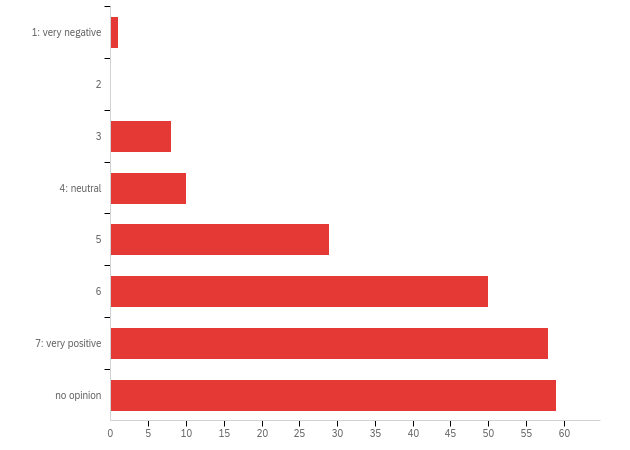 1: very negative
2
3
4: neutral
5
6
7: very positive
no opinion
0 5 10 15 20 25 30 35 40 45 50 55 60